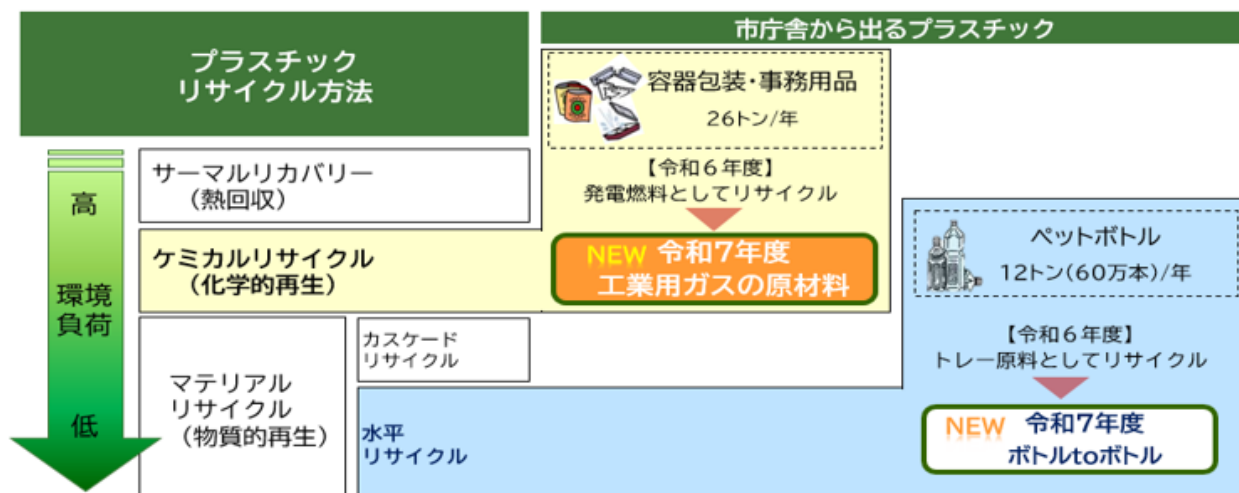 プラスチック
リサイクル方法
市庁舎から出るプラスチック
容器包装・事務用品
26トン/年
【令和６年度】
発電燃料としてリサイクル
NEW 令和7年度
工業用ガスの原材料
ペットボトル
12トン(60万本)/年
【令和６年度】
トレー原料としてリサイクル
NEW 令和7年度
ボトルtoボトル
高
環境
負荷
低
サーマルリカバリー
（熱回収）
ケミカルリサイクル
（化学的再生）
マテリアル
リサイクル
（物質的再生）
カスケード
リサイクル
水平
リサイクル